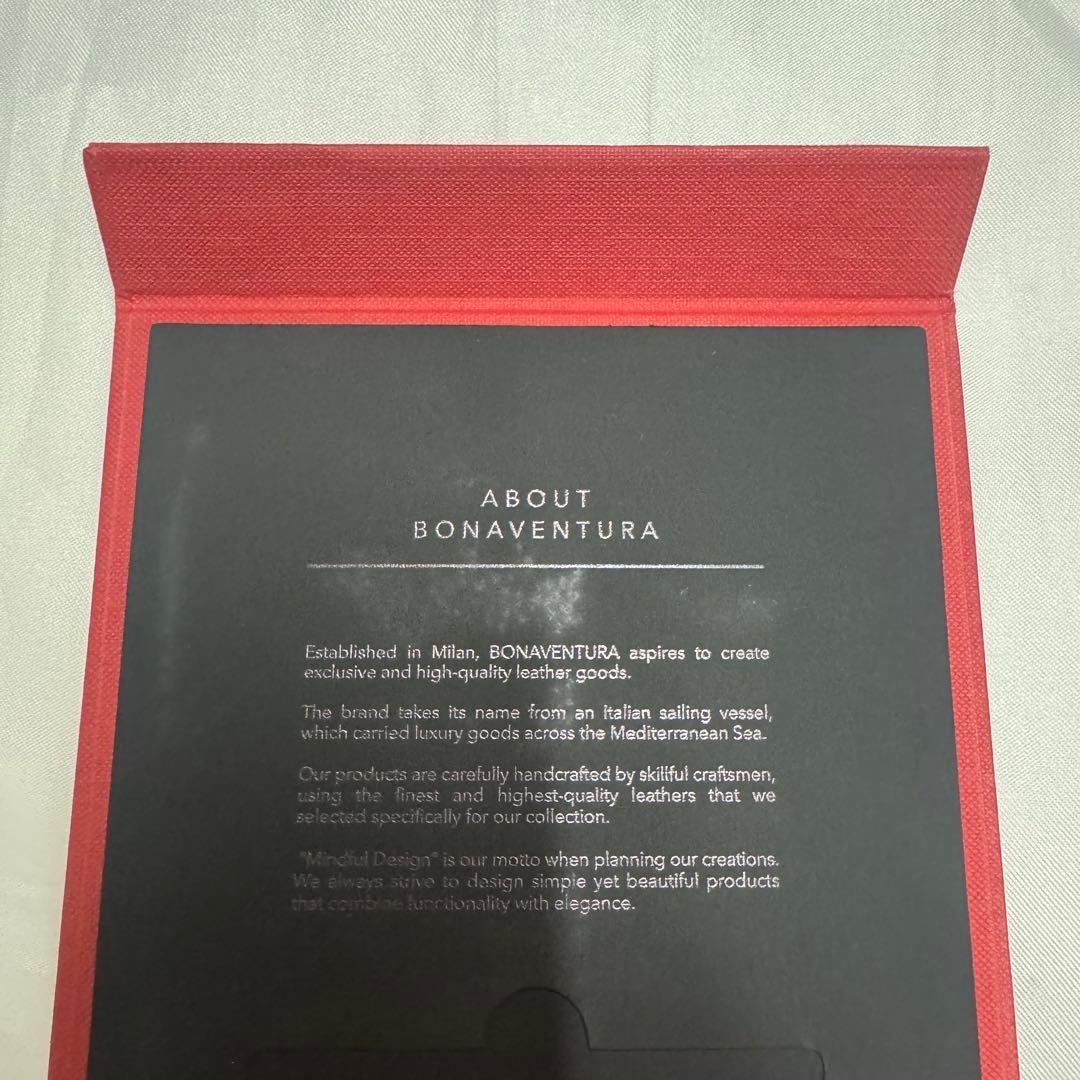 ABOUT
BONAVENTURA
Established in Milan, BONAVENTURA aspires to create
exclusive and high-quality leather goods.
The brand takes its name from an Italian sailing vessel,
which carried luxury goods across the Mediterranean Sea.
Our products are carefully handcrafted by skillful craftsmen,
using the finest and highest-quality leathers that we
selected specifically for our collection.
"Mindful Design" is our motto when planning our creations.
We always strive to design simple yet beautiful products
that combine functionality with elegance.